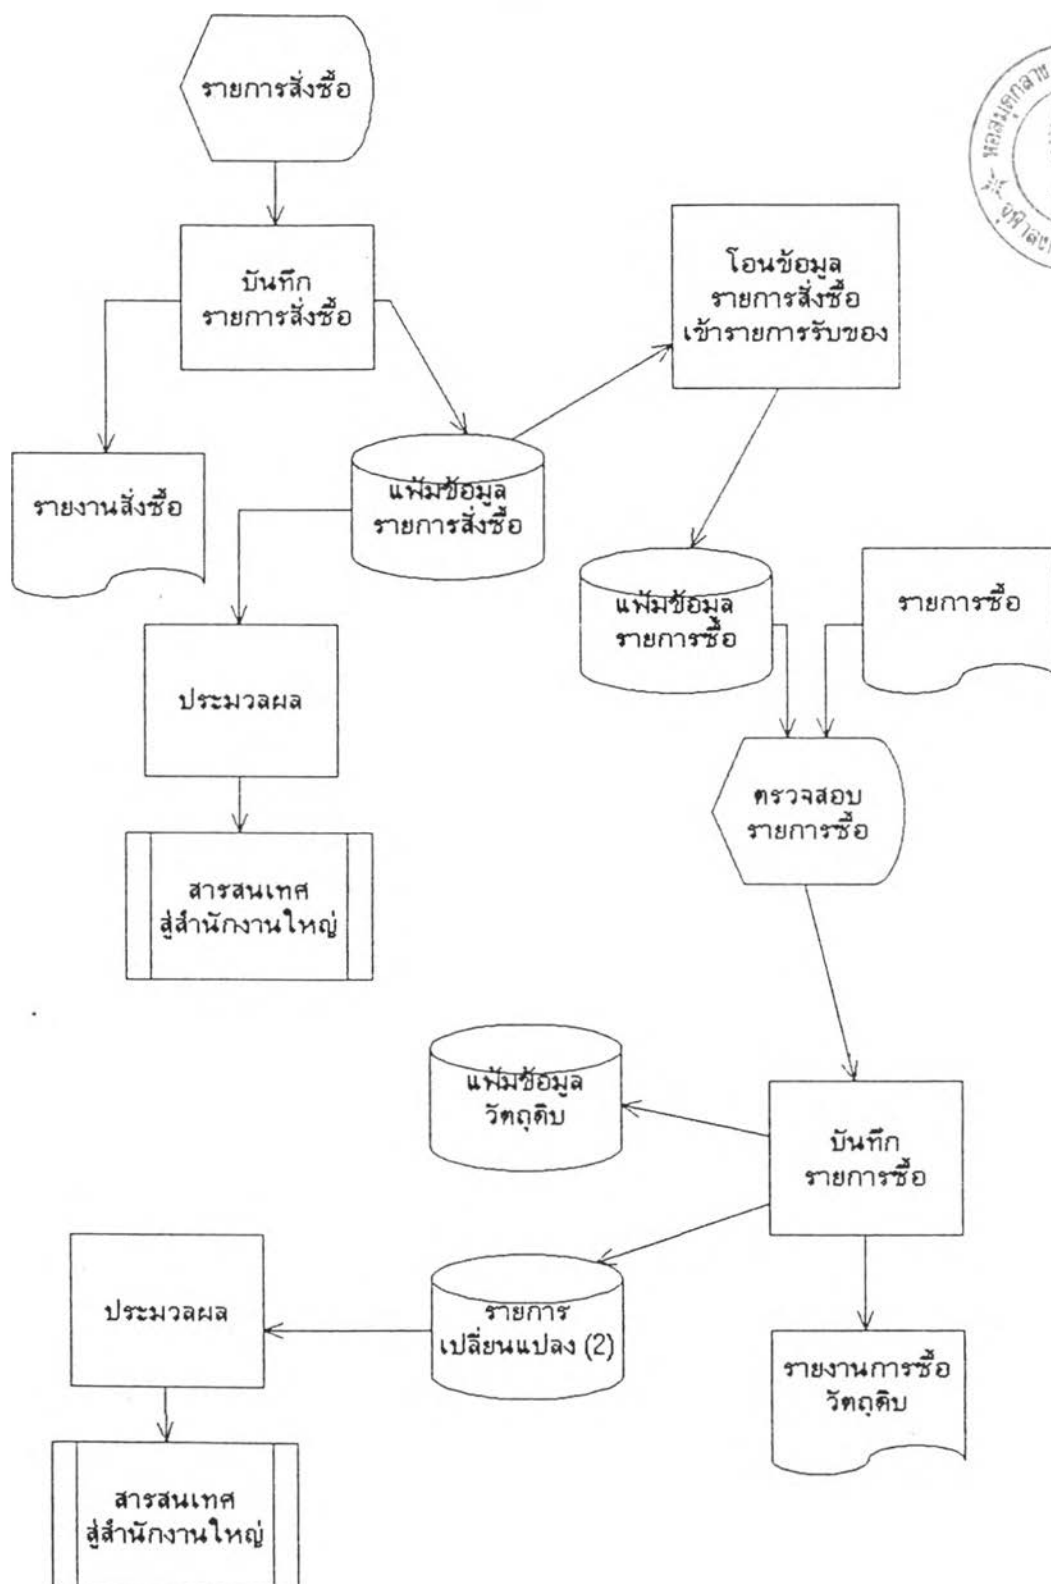 รายการสั่งซื้อ
บันทึก
รายการสั่งซื้อ
โอนข้อมูล
รายการสั่งซื้อ
เข้ารายการรับของ
รายงานสั่งซื้อ
แฟ้มข้อมูล
รายการสั่งซื้อ
แฟ้มข้อมูล
รายการซื้อ
รายการซื้อ
ประมวลผล
ตรวจสอบ
รายการซื้อ
สารสนเทศ
สู่สำนักงานใหญ่
แฟ้มข้อมูล
วัตถุดิบ
บันทึก
รายการซื้อ
ประมวลผล
รายการ
เปลี่ยนแปลง (2)
รายงานการซื้อ
วัตถุดิบ
สารสนเทศ
สู่สำนักงานใหญ่